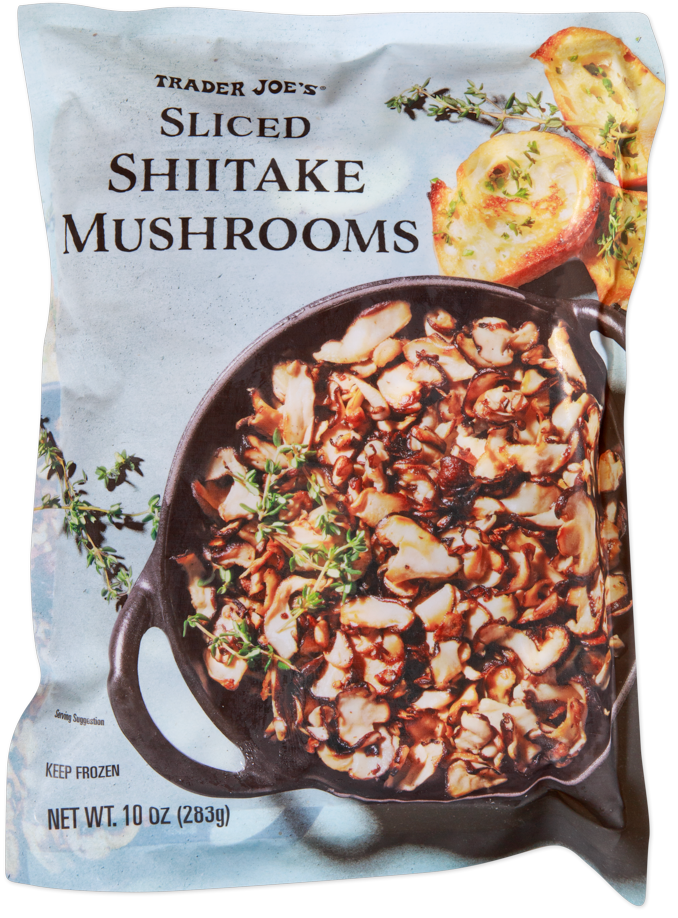 TRADER JOE'S®
SLICED
SHIITAKE
MUSHROOMS
Serving Suggestion
KEEP FROZEN
NET WT. 10 OZ (283g)